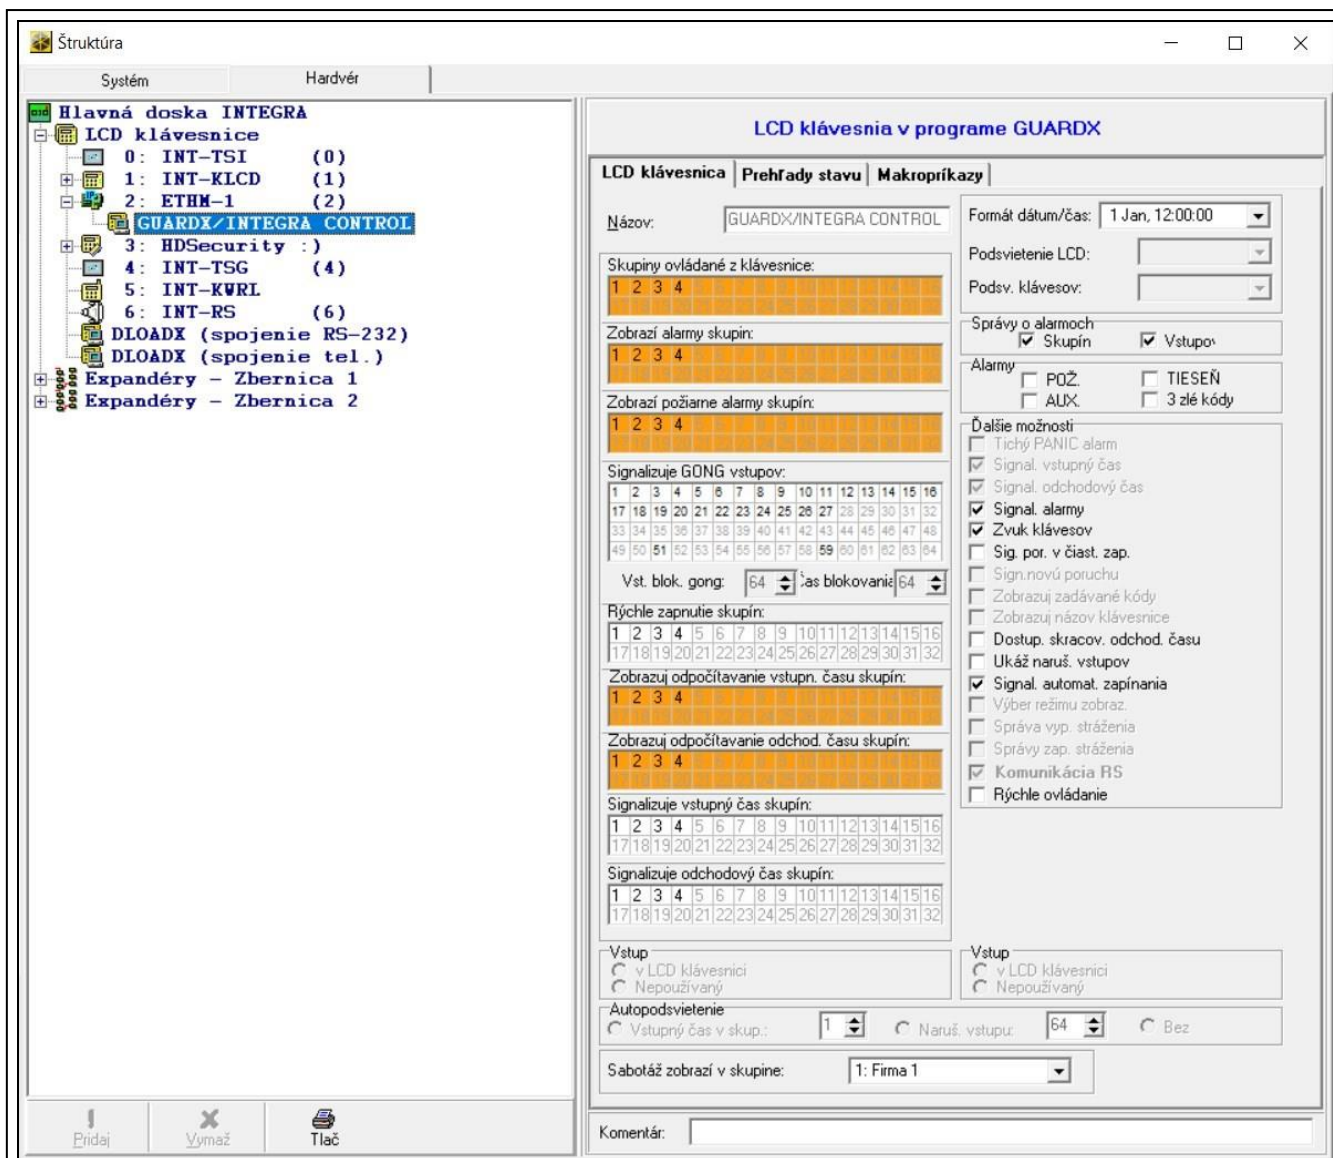 Štruktúra
Systém
Hardvér
Hlavná doska INTEGRA
LCD klávesnice
0: INT-TSI (0)
1: INT-KLCD (1)
2: ETHM-1 (2)
GUARDX/INTEGRA CONTROL
3: HDSecurity :)
4: INT-TSG (4)
5: INT-KWRL
6: INT-RS (6)
DLOADX (spojenie RS-232)
DLOADX (spojenie tel.)
Expandéry - Zbernica 1
Expandéry - Zbernica 2
Pridaj
Vymaž
Tlač
LCD klávesnia v programe GUARDX
LCD klávesnica
Prehľady stavu
Makropríkazy
Názov: GUARDX/INTEGRA CONTROL
Skupiny ovládané z klávesnice:
1 2 3 4
Zobrazí alarmy skupin:
1 2 3 4
Zobrazí požiarne alarmy skupín:
1 2 3 4
Signalizuje GONG vstupov:
1 2 3 4 5 6 7 8 9 10 11 12 13 14 15 16
17 18 19 20 21 22 23 24 25 26 27 28 29 30 31 32
33 34 35 36 37 38 39 40 41 42 43 44 45 46 47 48
49 50 51 52 53 54 55 56 57 58 59 60 61 62 63 64
Vst. blok. gong: 64 čas blokovania 64
Rýchle zapnutie skupín:
1 2 3 4 5 6 7 8 9 10 11 12 13 14 15 16
17 18 19 20 21 22 23 24 25 26 27 28 29 30 31 32
Zobrazuj odpočítavanie vstupn. času skupín:
1 2 3 4
Zobrazuj odpočítavanie odchod. času skupín:
1 2 3 4
Signalizuje vstupný čas skupín:
1 2 3 4 5 6 7 8 9 10 11 12 13 14 15 16
17 18 19 20 21 22 23 24 25 26 27 28 29 30 31 32
Signalizuje odchodový čas skupín:
1 2 3 4 5 6 7 8 9 10 11 12 13 14 15 16
17 18 19 20 21 22 23 24 25 26 27 28 29 30 31 32
Formát dátum/čas: 1 Jan, 12:00:00
Podsvietenie LCD:
Podsv. klávesov:
Správy o alarmoch
Skupín
Vstupov
Alarmy
POŽ.
TIESEŇ
AUX.
3 zlé kódy
Ďalšie možnosti
Tichý PANIC alarm
Signal. vstupný čas
Signal. odchodový čas
Signal. alarmy
Zvuk klávesov
Sig. por. v čiast. zap.
Sign.novú poruchu
Zobrazuj zadávané kódy
Zobrazuj názov klávesnice
Dostup. skracov. odchod. času
Ukáž naruš. vstupov
Signal. automat. zapínania
Výber režimu zobraz.
Správa vyp. stráženia
Správy zap. stráženia
Komunikácia RS
Rýchle ovládanie
Vstup
v LCD klávesnici
Nepoužívaný
Vstup
v LCD klávesnici
Nepoužívaný
Autopodsvietenie
Vstupný čas v skup.: 1
Naruš. vstupu: 64
Bez
Sabotáž zobrazí v skupine: 1: Firma 1
Komentár: